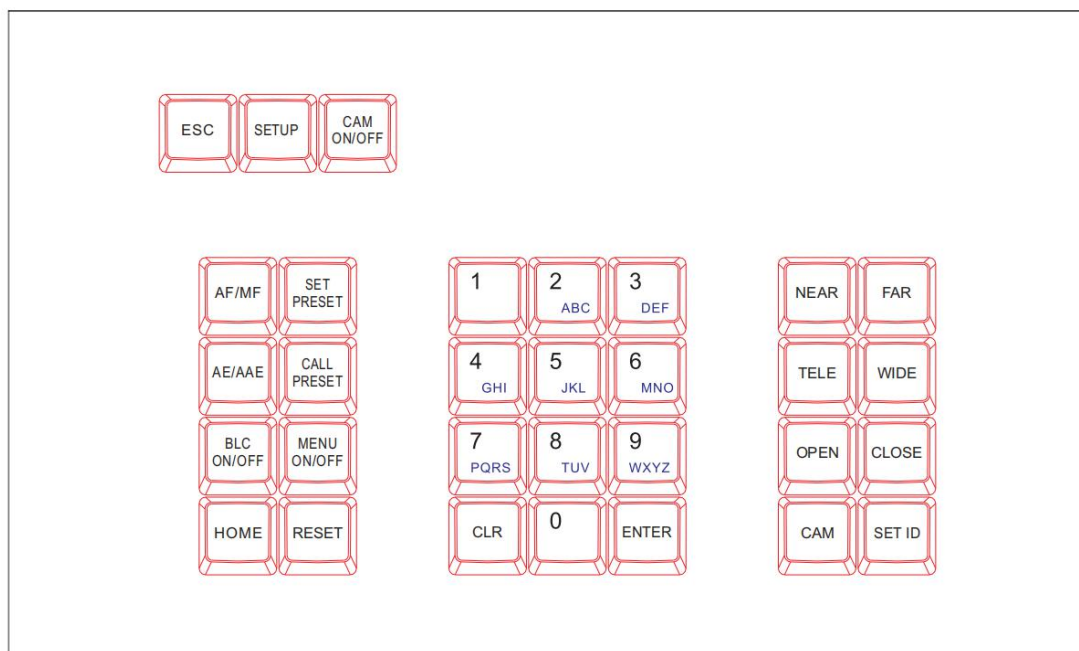 ESC
SETUP
CAM
ON/OFF
AF/MF
SET
PRESET
AE/AAE
CALL
PRESET
BLC
ON/OFF
MENU
ON/OFF
HOME
RESET
1
2
ABC
3
DEF
4
GHI
5
JKL
6
MNO
7
PQRS
8
TUV
9
WXYZ
CLR
0
ENTER
NEAR
FAR
TELE
WIDE
OPEN
CLOSE
CAM
SET ID